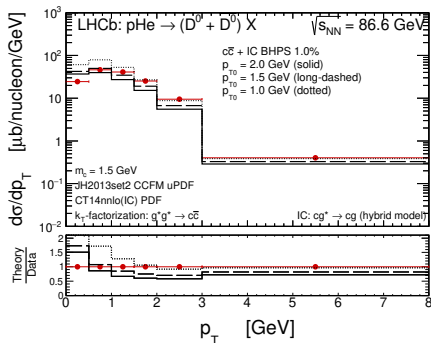 LHCb: pHe → (D⁰ + D̄⁰) X
√s_NN = 86.6 GeV
cc̄ + IC BHPS 1.0%
p_T0 = 2.0 GeV (solid)
p_T0 = 1.5 GeV (long-dashed)
p_T0 = 1.0 GeV (dotted)
dσ/dp_T [μb/nucleon/GeV]
10³
10²
10
1
10⁻¹
10⁻²
m_c = 1.5 GeV
JH2013set2 CCFM uPDF
CT14nnlo(IC) PDF
k_T-factorization: g*g* → cc̄
IC: cg* → cg (hybrid model)
Theory
Data
2
1.5
1
0.5
0
0 1 2 3 4 5 6 7 8
p_T [GeV]